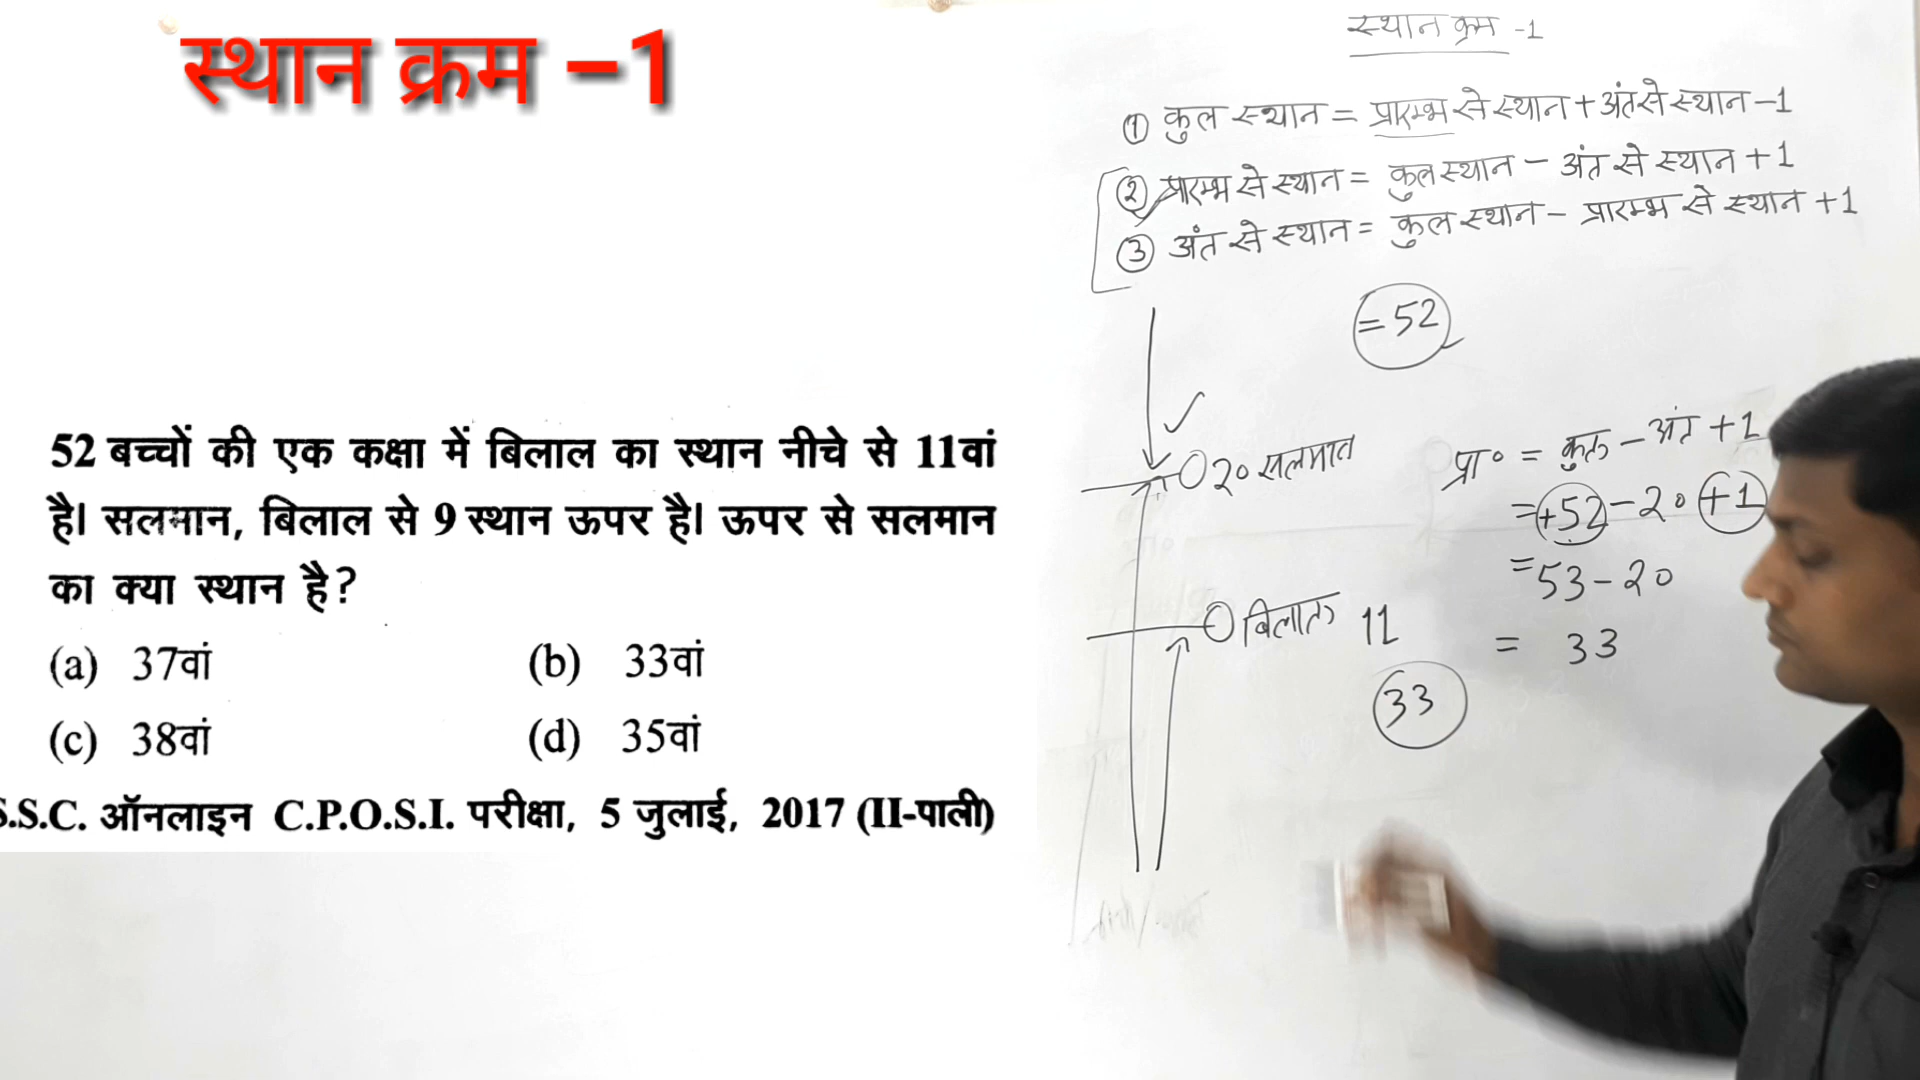 स्थान क्रम -1
52 बच्चों की एक कक्षा में बिलाल का स्थान नीचे से 11वां
है। सलमान, बिलाल से 9 स्थान ऊपर है। ऊपर से सलमान
का क्या स्थान है?
(a) 37वां (b) 33वां
(c) 38वां (d) 35वां
S.S.C. ऑनलाइन C.P.O.S.I. परीक्षा, 5 जुलाई, 2017 (II-पाली)
स्थान क्रम -1
① कुल स्थान = प्रारम्भ से स्थान + अंत से स्थान - 1
② प्रारम्भ से स्थान = कुल स्थान - अंत से स्थान + 1
③ अंत से स्थान = कुल स्थान - प्रारम्भ से स्थान + 1
= 52
20 सलमान
बिलाल 11
33
प्रा° = कुल - अंत + 1
= +52 - 20 +1
= 53 - 20
= 33